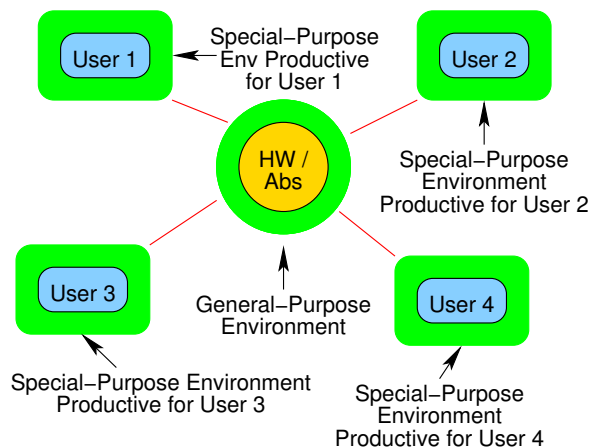 User 1
Special−Purpose
Env Productive
for User 1
User 2
HW /
Abs
Special−Purpose
Environment
Productive for User 2
User 3
General−Purpose
Environment
User 4
Special−Purpose Environment
Productive for User 3
Special−Purpose
Environment
Productive for User 4